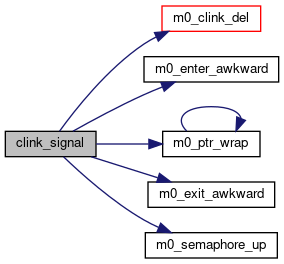 m0_clink_del
m0_enter_awkward
clink_signal
m0_ptr_wrap
m0_exit_awkward
m0_semaphore_up